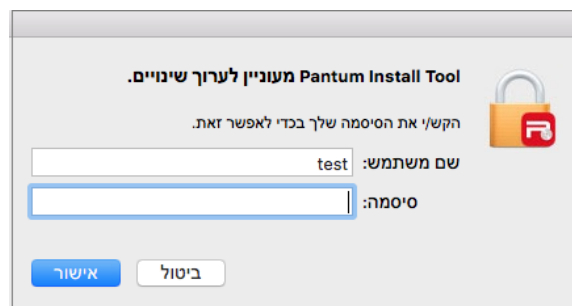 Pantum Install Tool מעוניין לערוך שינויים.
הקש/י את הסיסמה שלך בכדי לאפשר זאת.
שם משתמש: test
סיסמה:
ביטול אישור